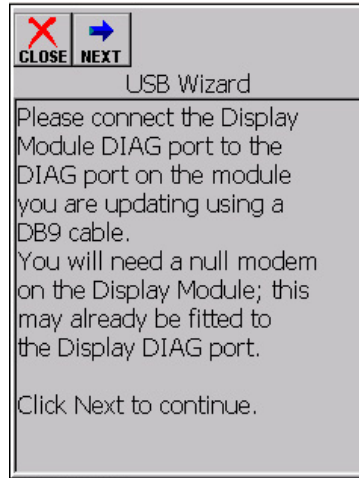 CLOSE NEXT
USB Wizard
Please connect the Display
Module DIAG port to the
DIAG port on the module
you are updating using a
DB9 cable.
You will need a null modem
on the Display Module; this
may already be fitted to
the Display DIAG port.
Click Next to continue.